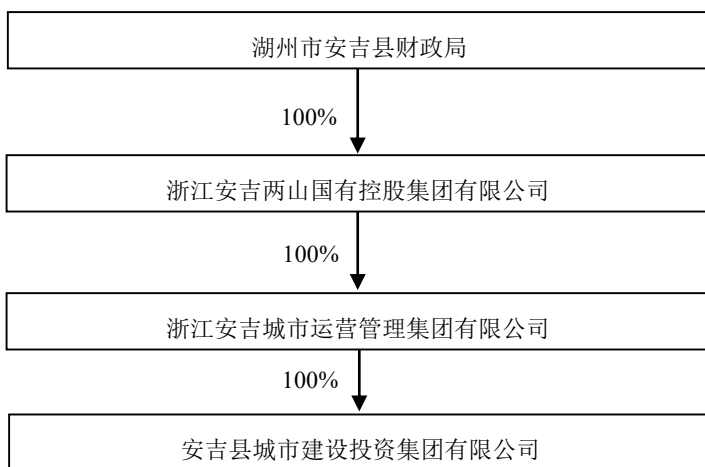 湖州市安吉县财政局
100%
浙江安吉两山国有控股集团有限公司
100%
浙江安吉城市运营管理集团有限公司
100%
安吉县城市建设投资集团有限公司